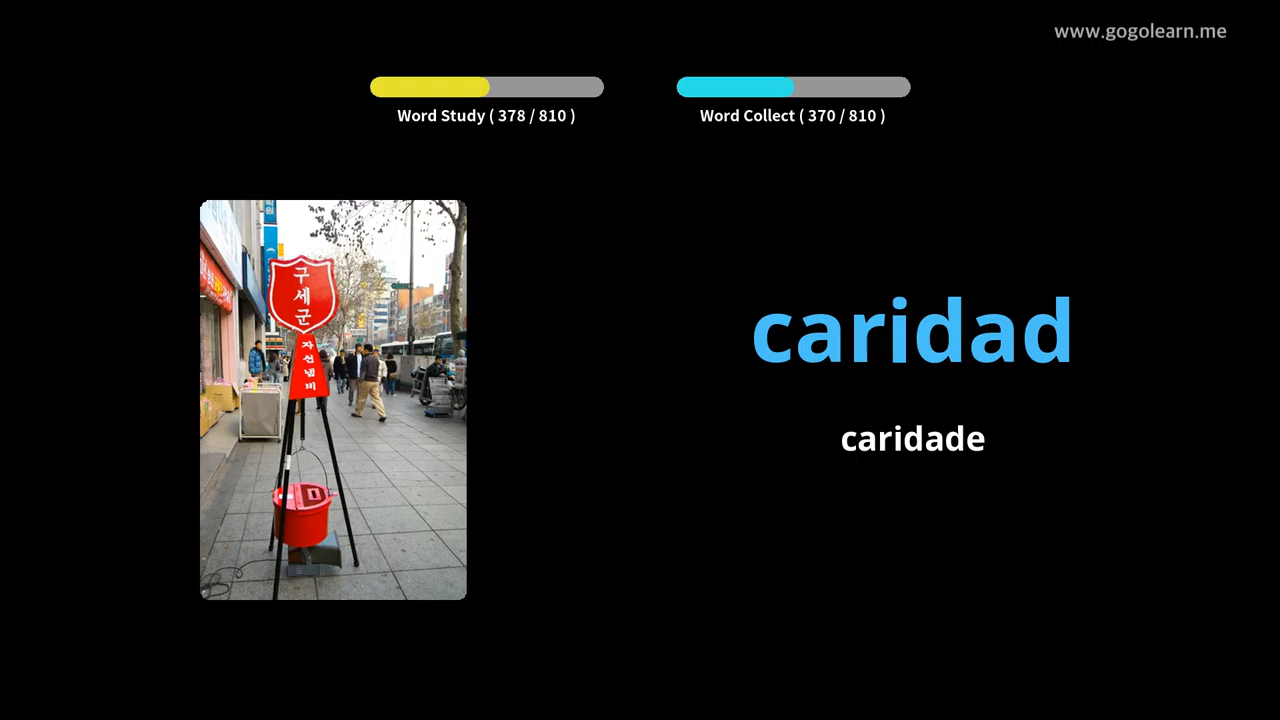 www.gogolearn.me
Word Study ( 378 / 810 )
Word Collect ( 370 / 810 )
구
세
군
자
선
냄
비
caridad
caridade